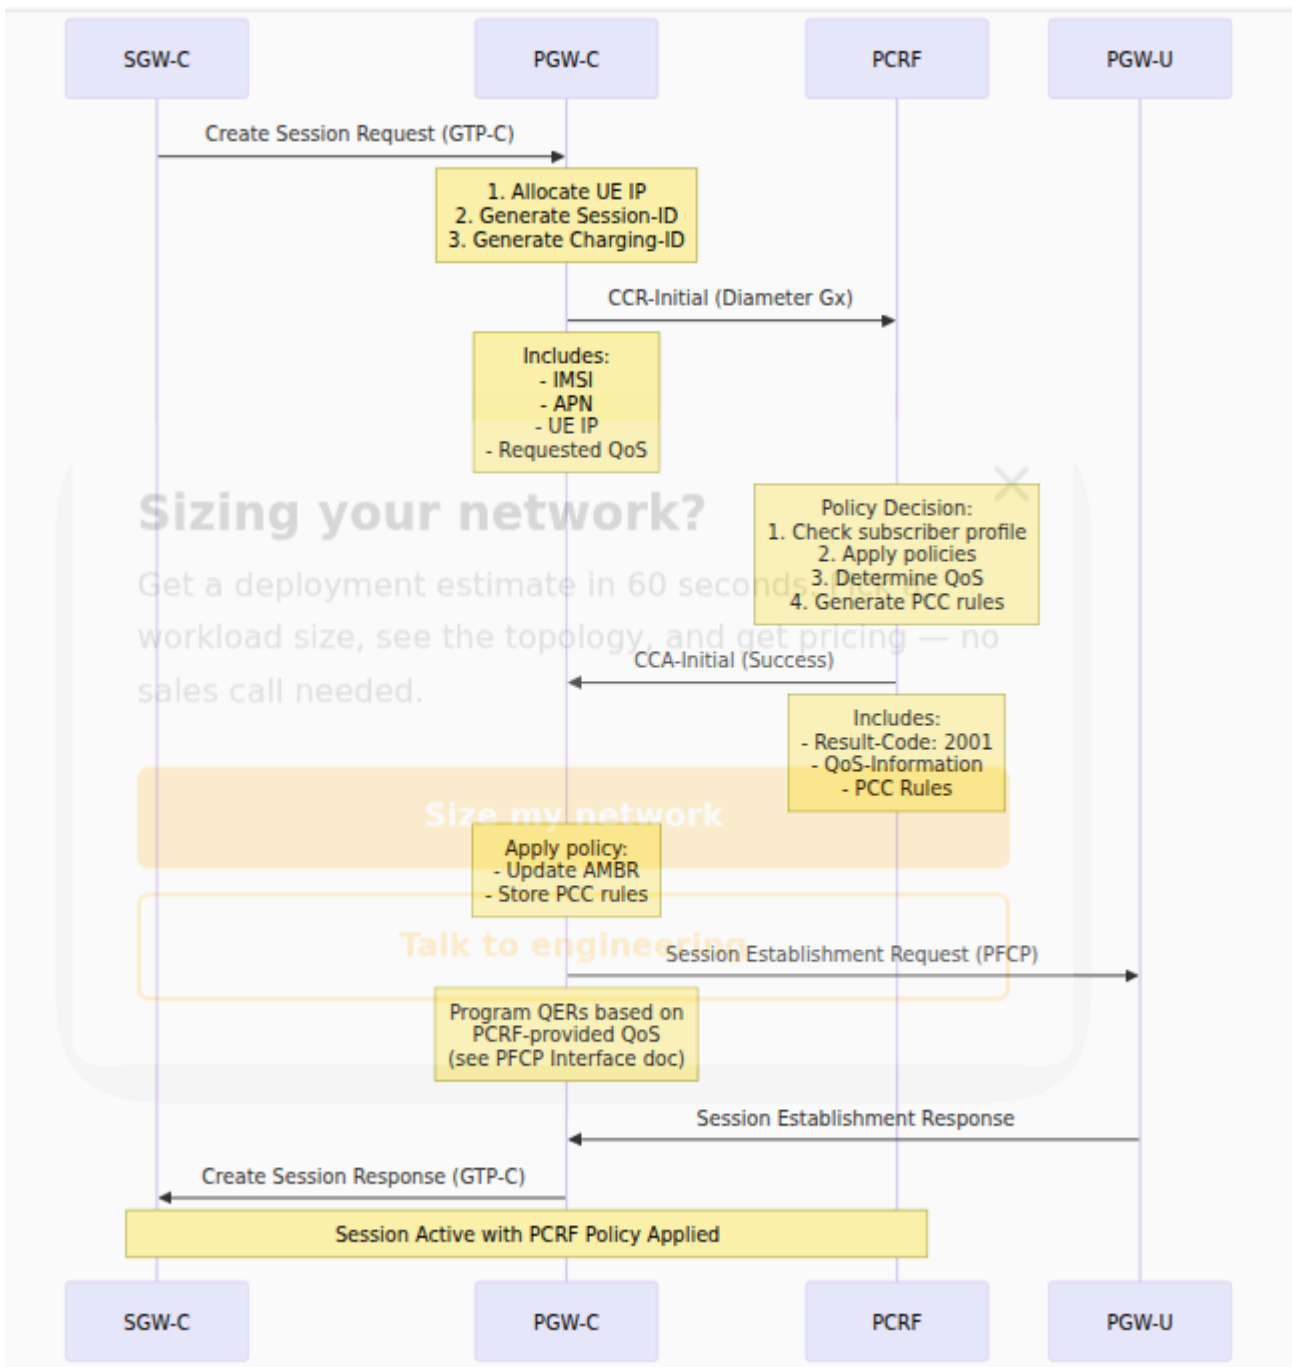 SGW-C
PGW-C
PCRF
PGW-U
Create Session Request (GTP-C)
1. Allocate UE IP
2. Generate Session-ID
3. Generate Charging-ID
CCR-Initial (Diameter Gx)
Includes:
- IMSI
- APN
- UE IP
- Requested QoS
Sizing your network?
Policy Decision:
1. Check subscriber profile
2. Apply policies
3. Determine QoS
4. Generate PCC rules
Get a deployment estimate in 60 seconds. Pick a
workload size, see the topology, and get pricing — no
sales call needed.
CCA-Initial (Success)
Includes:
- Result-Code: 2001
- QoS-Information
- PCC Rules
Size my network
Apply policy:
- Update AMBR
- Store PCC rules
Talk to engineering
Session Establishment Request (PFCP)
Program QERs based on
PCRF-provided QoS
(see PFCP Interface doc)
Session Establishment Response
Create Session Response (GTP-C)
Session Active with PCRF Policy Applied
SGW-C
PGW-C
PCRF
PGW-U